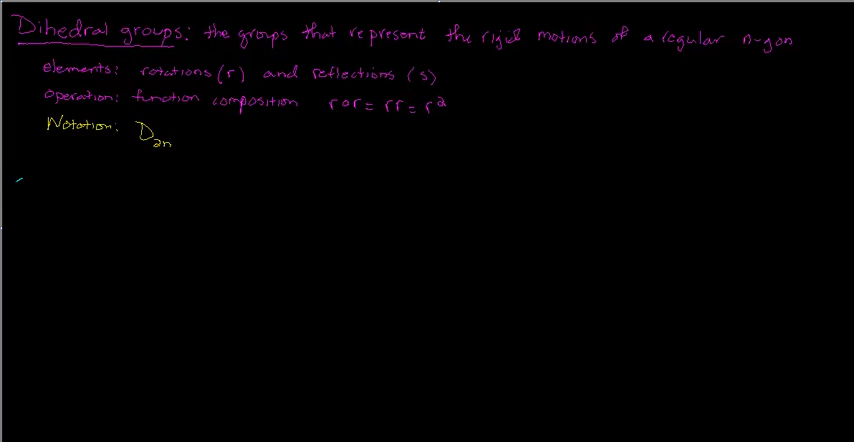 Dihedral groups: the groups that represent the rigid motions of a regular n-gon
elements: rotations (r) and reflections (s)
operation: function composition r∘r = rr = r²
Notation: D₂ₙ